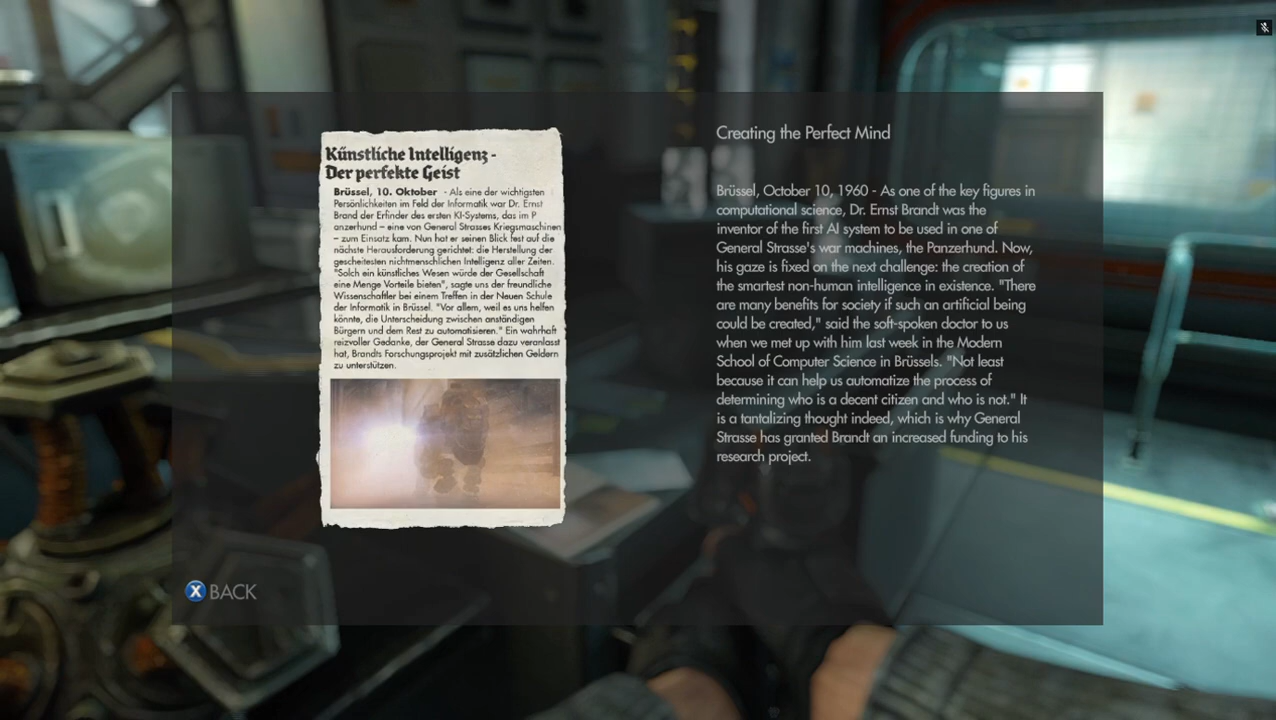 Künstliche Intelligenz -
Der perfekte Geist
Brüssel, 10. Oktober - Als eine der wichtigsten
Persönlichkeiten im Feld der Informatik war Dr. Ernst
Brand der Erfinder des ersten KI-Systems, das im P
anzerhund – eine von General Strasses Kriegsmaschinen
– zum Einsatz kam. Nun hat er seinen Blick fest auf die
nächste Herausforderung gerichtet: die Herstellung der
gescheitesten nichtmenschlichen Intelligenz aller Zeiten.
"Solch ein künstliches Wesen würde der Gesellschaft
eine Menge Vorteile bieten", sagte uns der freundliche
Wissenschaftler bei einem Treffen in der Neuen Schule
der Informatik in Brüssel. "Vor allem, weil es uns helfen
könnte, die Unterscheidung zwischen anständigen
Bürgern und dem Rest zu automatisieren." Ein wahrhaft
reizvoller Gedanke, der General Strasse dazu veranlasst
hat, Brandts Forschungsprojekt mit zusätzlichen Geldern
zu unterstützen.
Creating the Perfect Mind
Brüssel, October 10, 1960 - As one of the key figures in
computational science, Dr. Ernst Brandt was the
inventor of the first AI system to be used in one of
General Strasse's war machines, the Panzerhund. Now,
his gaze is fixed on the next challenge: the creation of
the smartest non-human intelligence in existence. "There
are many benefits for society if such an artificial being
could be created," said the soft-spoken doctor to us
when we met up with him last week in the Modern
School of Computer Science in Brüssels. "Not least
because it can help us automatize the process of
determining who is a decent citizen and who is not." It
is a tantalizing thought indeed, which is why General
Strasse has granted Brandt an increased funding to his
research project.
X BACK